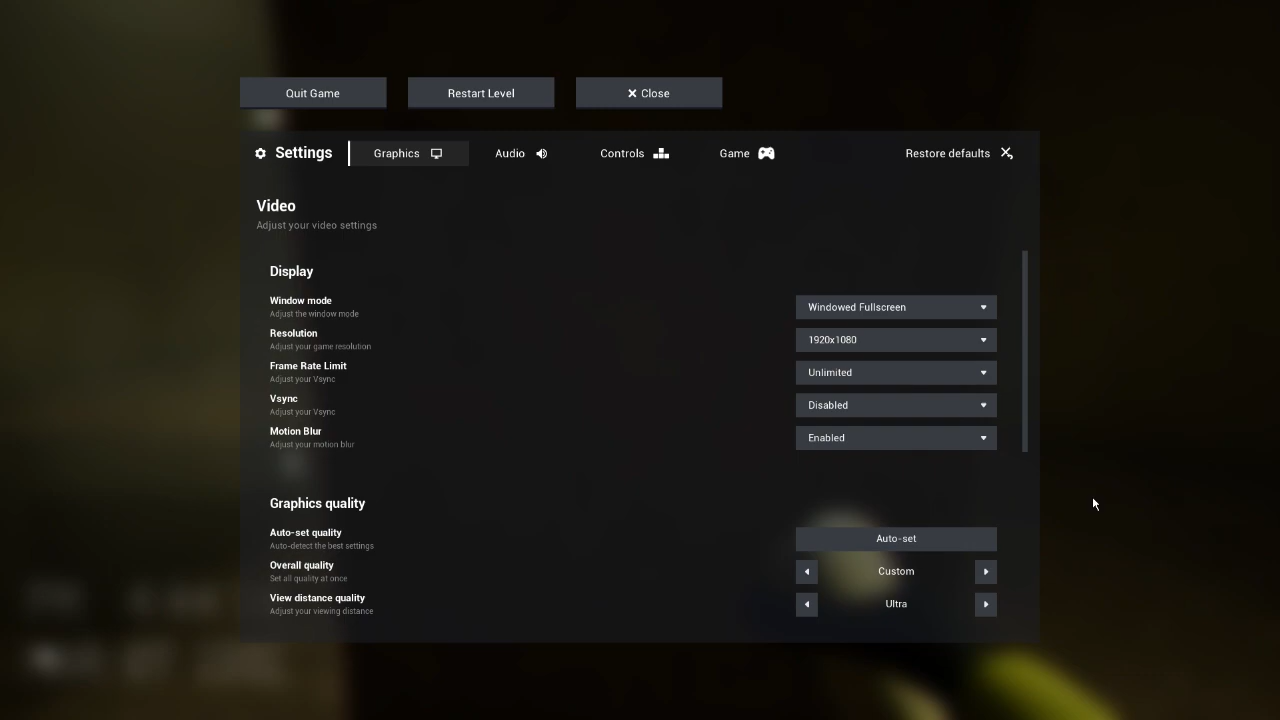 Quit Game
Restart Level
Close
Settings
Graphics
Audio
Controls
Game
Restore defaults
Video
Adjust your video settings
Display
Window mode
Adjust the window mode
Windowed Fullscreen
Resolution
Adjust your game resolution
1920x1080
Frame Rate Limit
Adjust your Vsync
Unlimited
Vsync
Adjust your Vsync
Disabled
Motion Blur
Adjust your motion blur
Enabled
Graphics quality
Auto-set quality
Auto-detect the best settings
Auto-set
Overall quality
Set all quality at once
Custom
View distance quality
Adjust your viewing distance
Ultra